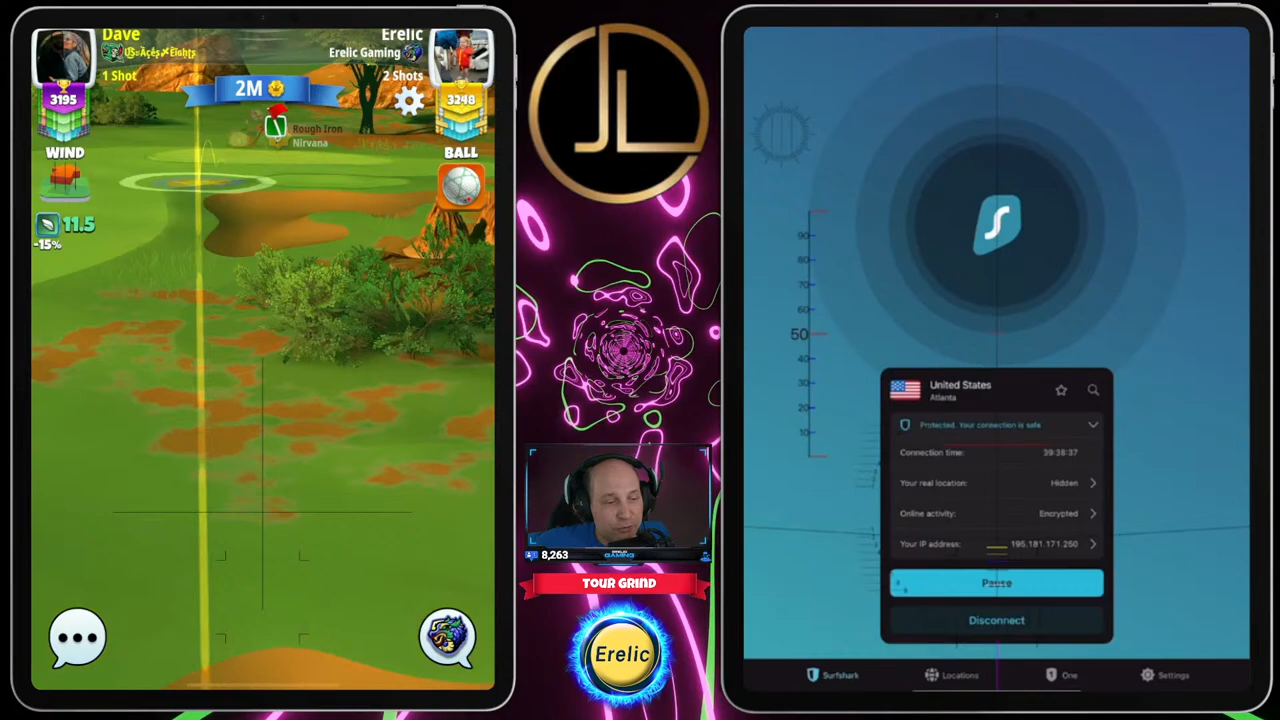 Dave
1 Shot
3195
WIND
11.5
-15%
2M
Rough Iron
Nirvana
Erelic
Erelic Gaming
2 Shots
3248
BALL
JL
8,263
ERELIC
GAMING
TOUR GRIND
Erelic
90
80
70
60
50
40
30
20
10
United States
Atlanta
Protected. Your connection is safe
Connection time: 39:38:37
Your real location: Hidden
Online activity: Encrypted
Your IP address: 195.181.171.250
Pause
Disconnect
Surfshark
Locations
One
Settings